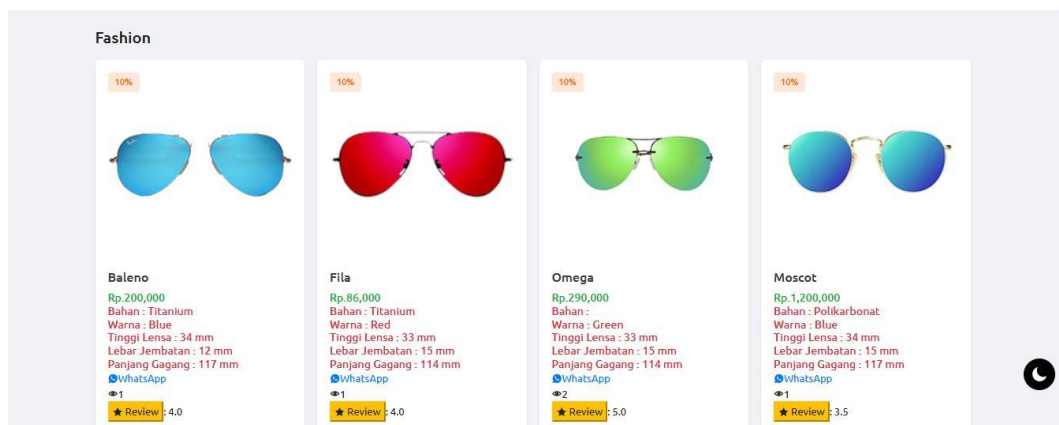 Fashion
10%
Baleno
Rp.200,000
Bahan : Titanium
Warna : Blue
Tinggi Lensa : 34 mm
Lebar Jembatan : 12 mm
Panjang Gagang : 117 mm
WhatsApp
1
★ Review : 4.0
10%
Fila
Rp.86,000
Bahan : Titanium
Warna : Red
Tinggi Lensa : 33 mm
Lebar Jembatan : 15 mm
Panjang Gagang : 114 mm
WhatsApp
1
★ Review : 4.0
10%
Omega
Rp.290,000
Bahan :
Warna : Green
Tinggi Lensa : 33 mm
Lebar Jembatan : 15 mm
Panjang Gagang : 114 mm
WhatsApp
2
★ Review : 5.0
10%
Moscot
Rp.1,200,000
Bahan : Polikarbonat
Warna : Blue
Tinggi Lensa : 34 mm
Lebar Jembatan : 15 mm
Panjang Gagang : 117 mm
WhatsApp
1
★ Review : 3.5